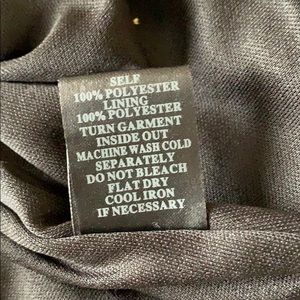 SELF
100% POLYESTER
LINING
100% POLYESTER
TURN GARMENT
INSIDE OUT
MACHINE WASH COLD
SEPARATELY
DO NOT BLEACH
FLAT DRY
COOL IRON
IF NECESSARY